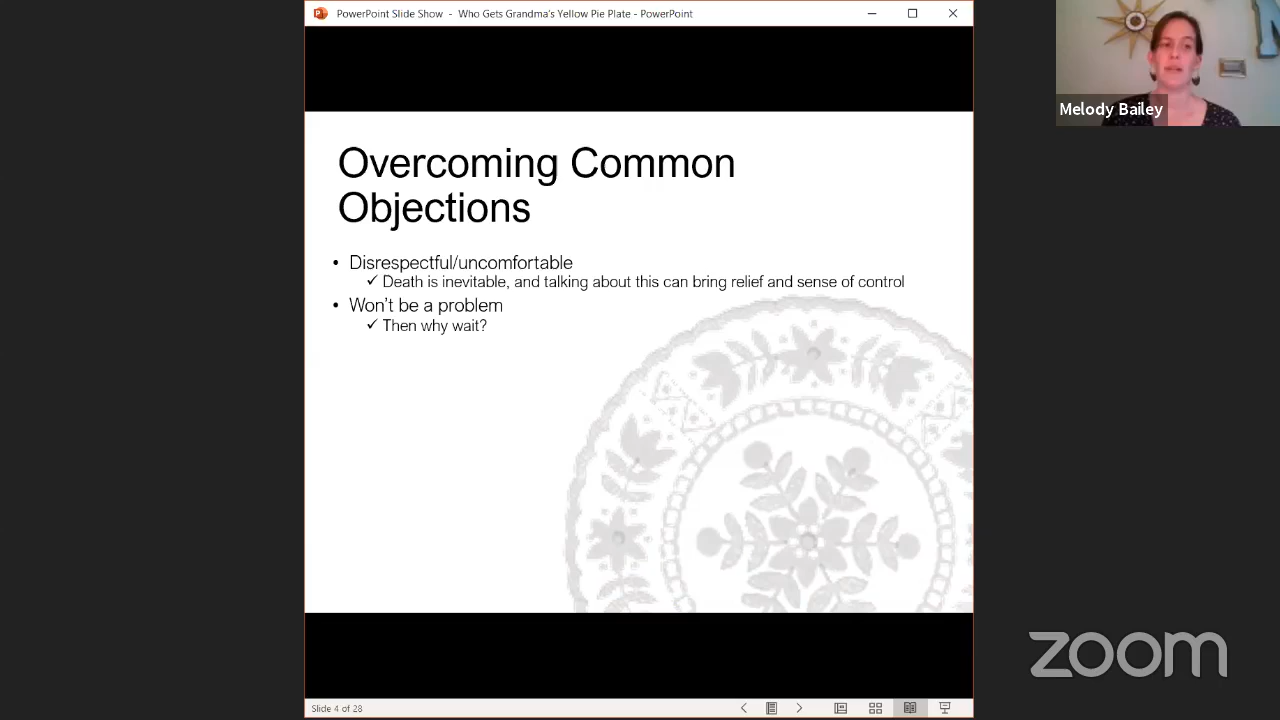 PowerPoint Slide Show - Who Gets Grandma's Yellow Pie Plate - PowerPoint
Melody Bailey
Overcoming Common
Objections
• Disrespectful/uncomfortable
✓ Death is inevitable, and talking about this can bring relief and sense of control
• Won't be a problem
✓ Then why wait?
zoom
Slide 4 of 28